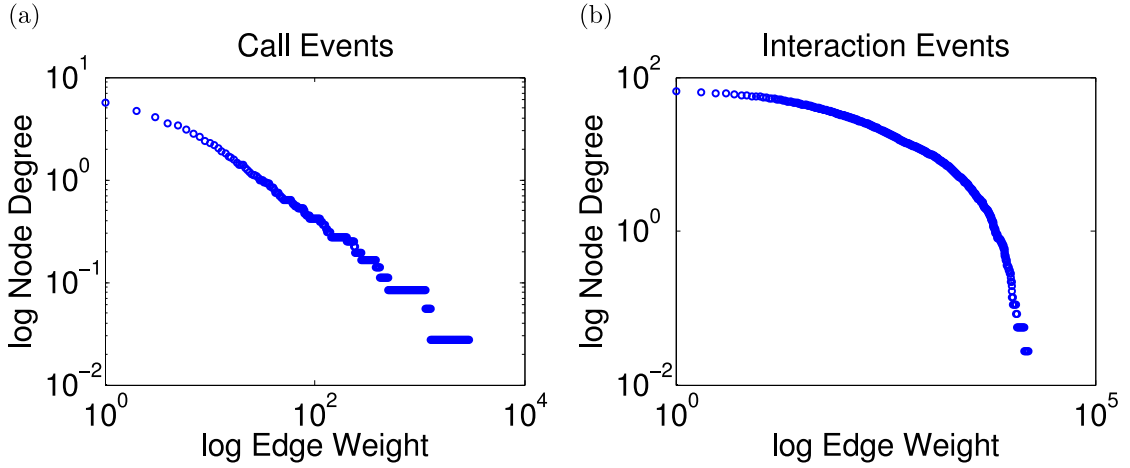 (a)
Call Events
log Node Degree
10^1
10^0
10^-1
10^-2
10^0
10^2
10^4
log Edge Weight
(b)
Interaction Events
log Node Degree
10^2
10^0
10^-2
10^0
10^5
log Edge Weight